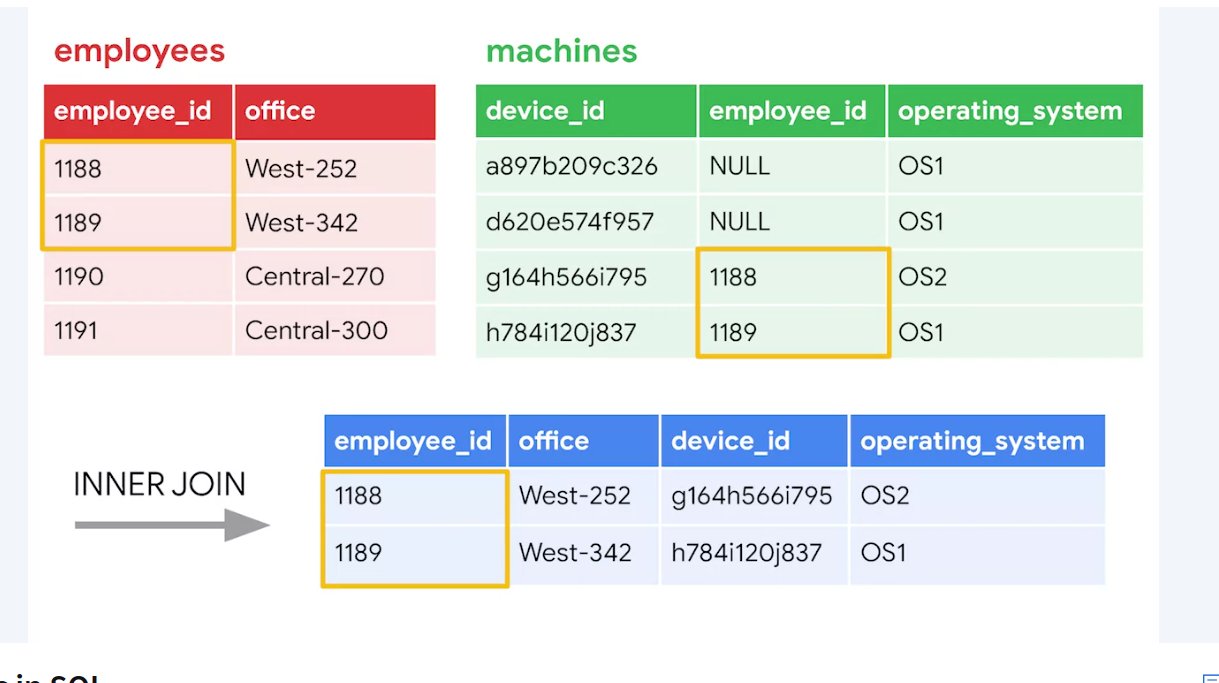 employees
employee_id office
1188 West-252
1189 West-342
1190 Central-270
1191 Central-300
machines
device_id employee_id operating_system
a897b209c326 NULL OS1
d620e574f957 NULL OS1
g164h566i795 1188 OS2
h784i120j837 1189 OS1
INNER JOIN
employee_id office device_id operating_system
1188 West-252 g164h566i795 OS2
1189 West-342 h784i120j837 OS1
in SQL